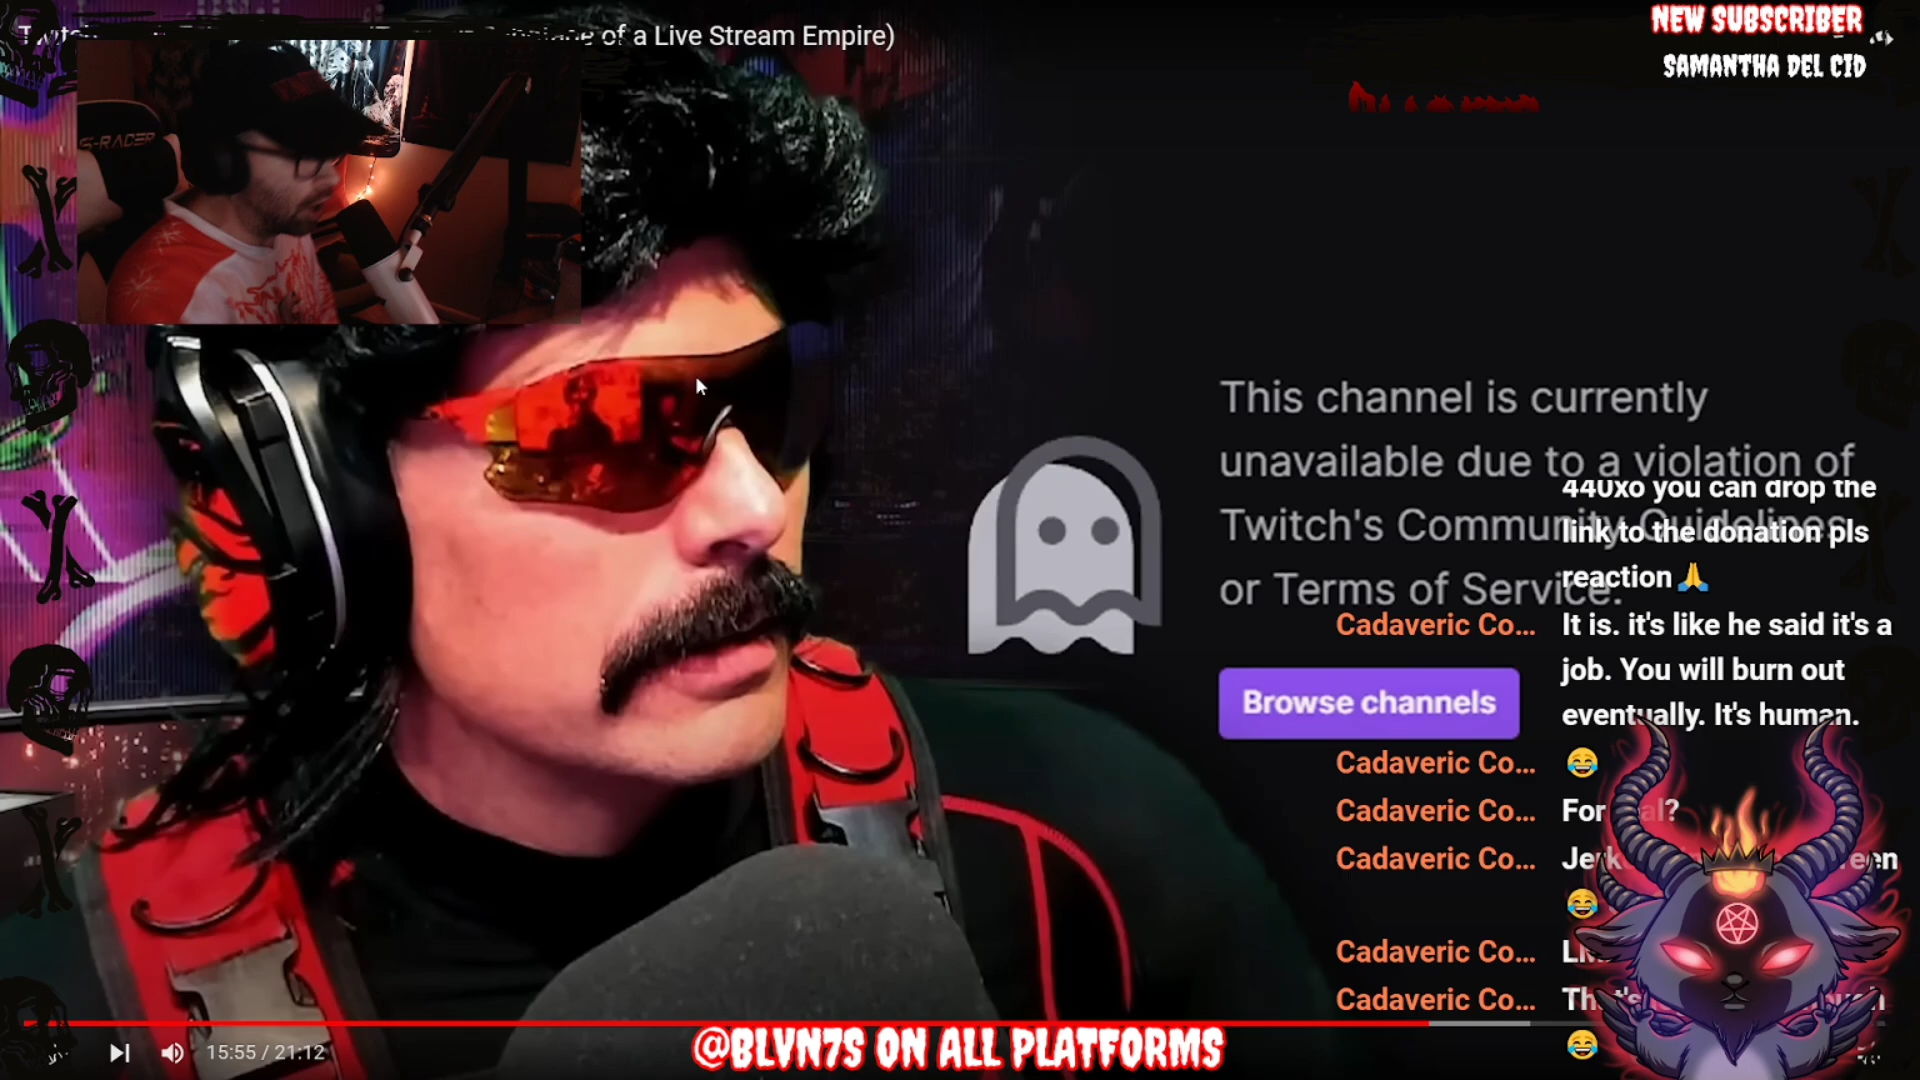 of a Live Stream Empire)
NEW SUBSCRIBER
SAMANTHA DEL CID
S-RACER
This channel is currently
unavailable due to a violation of
Twitch's Community Guidelines
or Terms of Service.
Browse channels
440xo you can drop the
link to the donation pls
reaction🙏
Cadaveric Co... It is. it's like he said it's a
job. You will burn out
eventually. It's human.
Cadaveric Co... 😂
Cadaveric Co... For
Cadaveric Co...
😂
Cadaveric Co...
Cadaveric Co...
😂
15:55 / 21:12
@BLVN7S ON ALL PLATFORMS